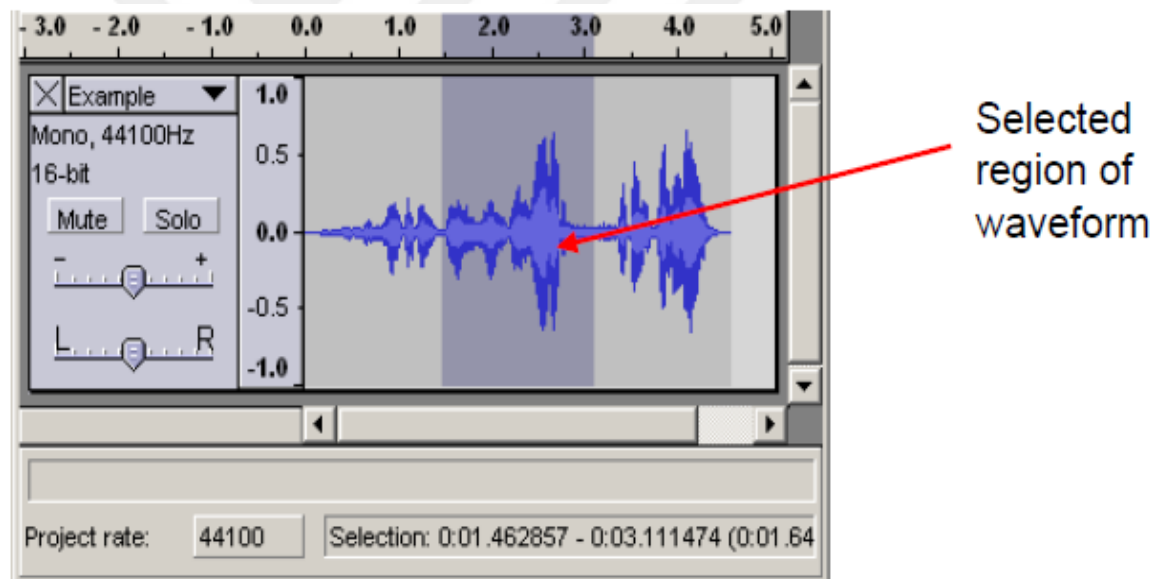 - 3.0 - 2.0 - 1.0 0.0 1.0 2.0 3.0 4.0 5.0
Example
1.0
Mono, 44100Hz
0.5
16-bit
Mute Solo
0.0
- +
-0.5
L R
-1.0
Selected
region of
waveform
Project rate: 44100 Selection: 0:01.462857 - 0:03.111474 (0:01.64